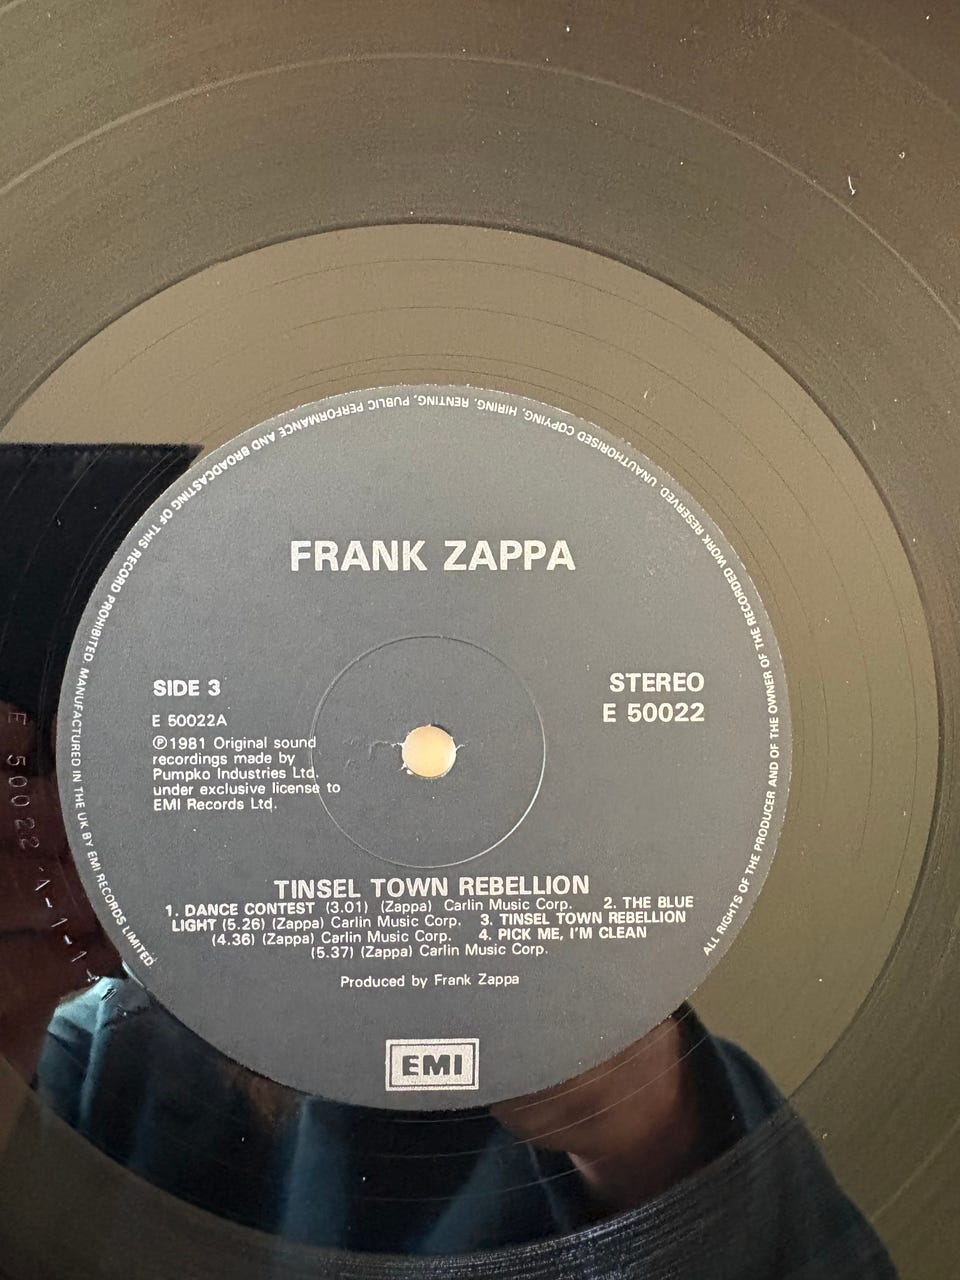 FRANK ZAPPA
SIDE 3
E 50022A
℗1981 Original sound
recordings made by
Pumpko Industries Ltd.
under exclusive license to
EMI Records Ltd.
STEREO
E 50022
TINSEL TOWN REBELLION
1. DANCE CONTEST (3.01) (Zappa) Carlin Music Corp. 2. THE BLUE
LIGHT (5.26) (Zappa) Carlin Music Corp. 3. TINSEL TOWN REBELLION
(4.36) (Zappa) Carlin Music Corp. 4. PICK ME, I'M CLEAN
(5.37) (Zappa) Carlin Music Corp.
Produced by Frank Zappa
EMI
ALL RIGHTS OF THE PRODUCER AND OF THE OWNER OF THE RECORDED WORK RESERVED. UNAUTHORISED COPYING, HIRING, RENTING, PUBLIC PERFORMANCE AND BROADCASTING OF THIS RECORD PROHIBITED. MANUFACTURED IN THE UK BY EMI RECORDS LIMITED
E 50022 A-1-1-1